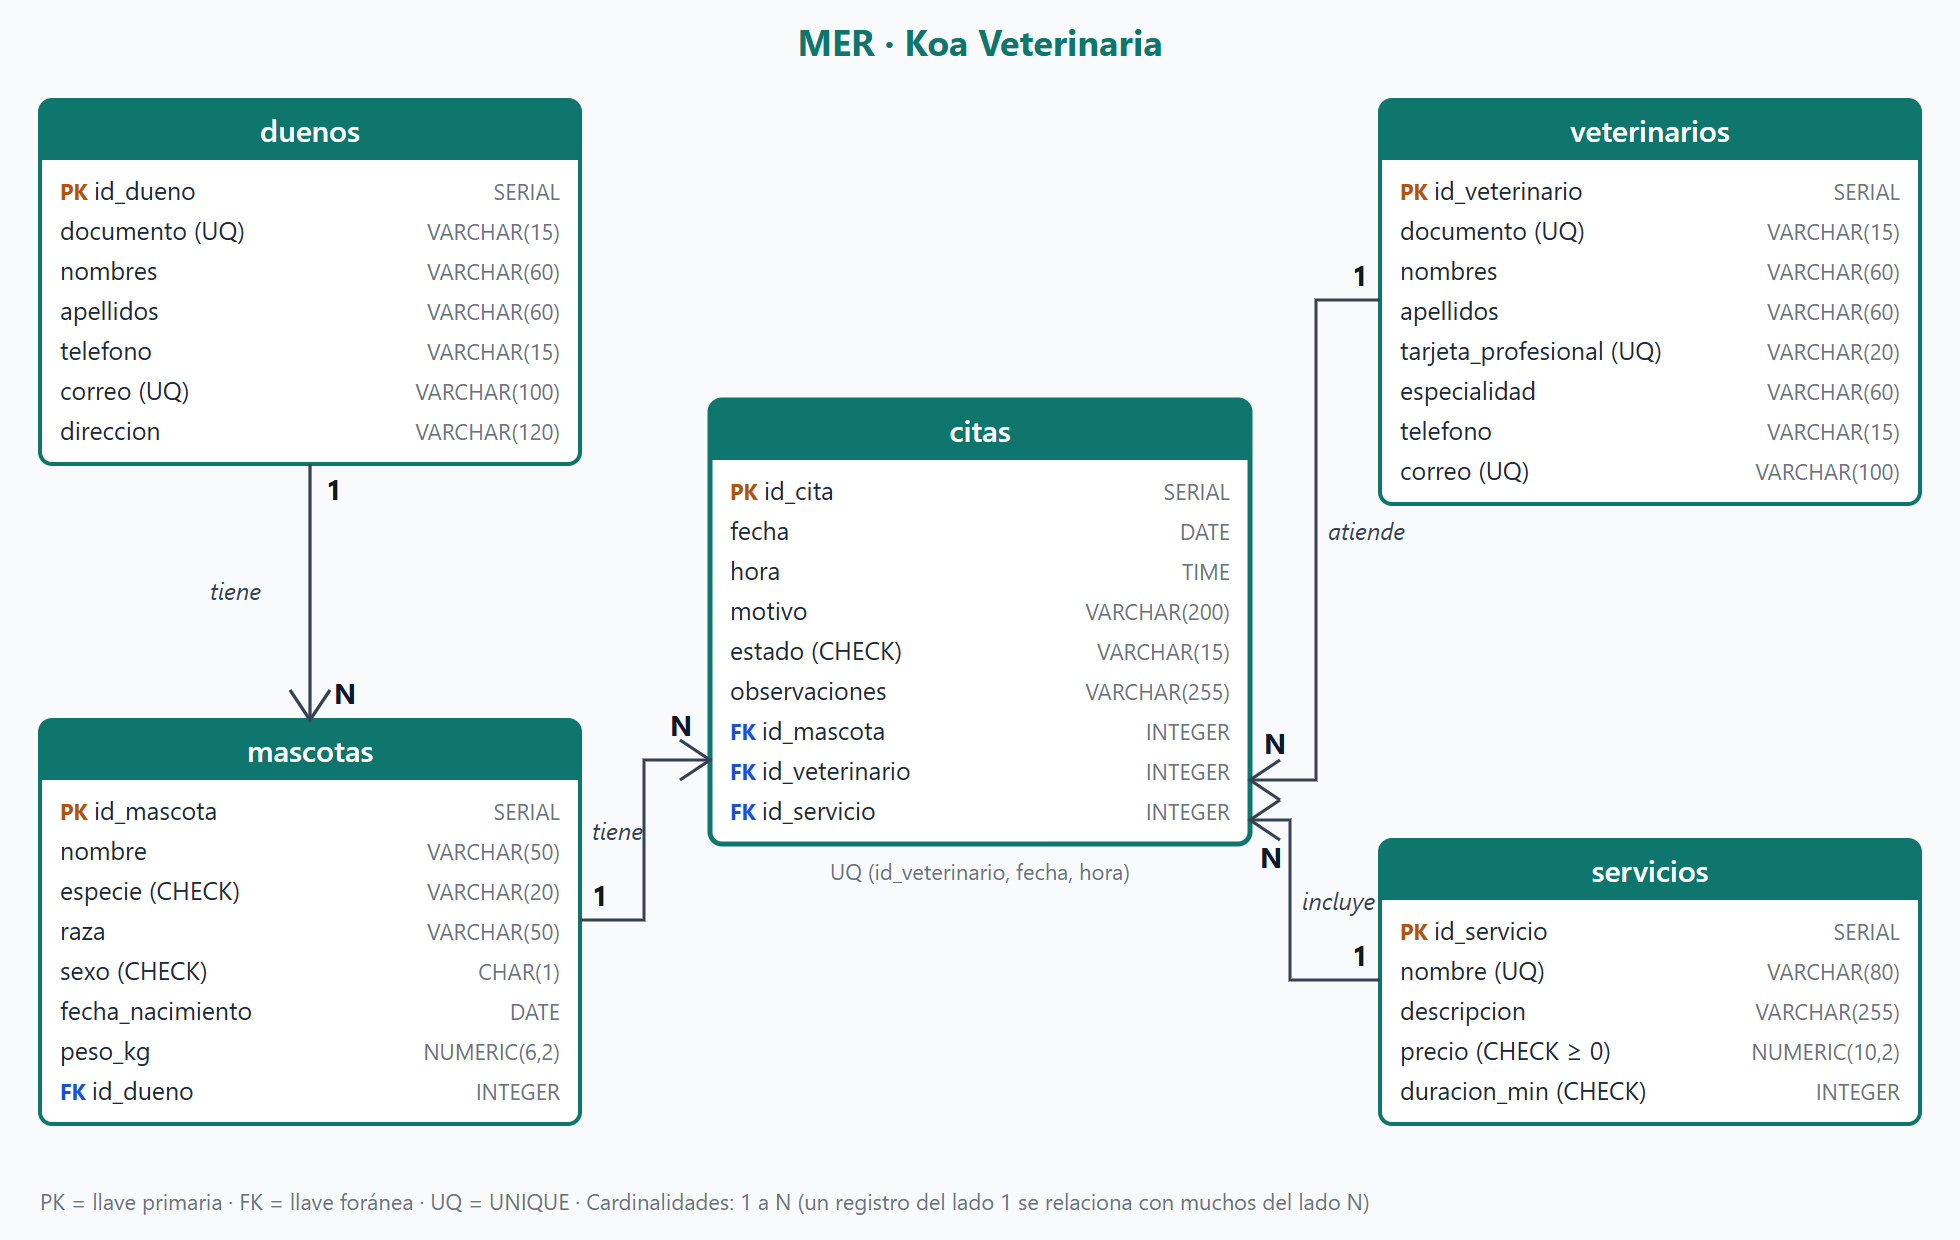 MER · Koa Veterinaria
duenos
PK id_dueno SERIAL
documento (UQ) VARCHAR(15)
nombres VARCHAR(60)
apellidos VARCHAR(60)
telefono VARCHAR(15)
correo (UQ) VARCHAR(100)
direccion VARCHAR(120)
1
tiene
N
mascotas
PK id_mascota SERIAL
nombre VARCHAR(50)
especie (CHECK) VARCHAR(20)
raza VARCHAR(50)
sexo (CHECK) CHAR(1)
fecha_nacimiento DATE
peso_kg NUMERIC(6,2)
FK id_dueno INTEGER
1
tiene
N
citas
PK id_cita SERIAL
fecha DATE
hora TIME
motivo VARCHAR(200)
estado (CHECK) VARCHAR(15)
observaciones VARCHAR(255)
FK id_mascota INTEGER
FK id_veterinario INTEGER
FK id_servicio INTEGER
UQ (id_veterinario, fecha, hora)
veterinarios
PK id_veterinario SERIAL
documento (UQ) VARCHAR(15)
nombres VARCHAR(60)
apellidos VARCHAR(60)
tarjeta_profesional (UQ) VARCHAR(20)
especialidad VARCHAR(60)
telefono VARCHAR(15)
correo (UQ) VARCHAR(100)
1
atiende
N
N
incluye
1
servicios
PK id_servicio SERIAL
nombre (UQ) VARCHAR(80)
descripcion VARCHAR(255)
precio (CHECK ≥ 0) NUMERIC(10,2)
duracion_min (CHECK) INTEGER
PK = llave primaria · FK = llave foránea · UQ = UNIQUE · Cardinalidades: 1 a N (un registro del lado 1 se relaciona con muchos del lado N)